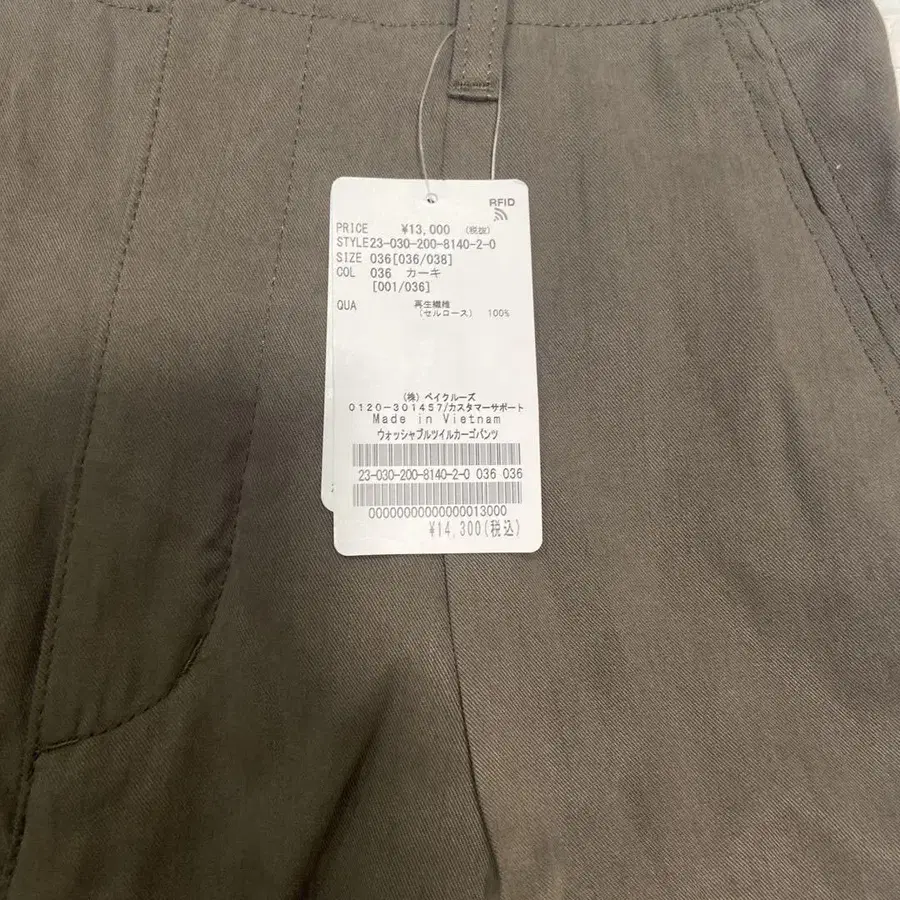 RFID
PRICE ¥13,000 (税抜)
STYLE23-030-200-8140-2-0
SIZE 036[036/038]
COL 036 カーキ
[001/036]
QUA 再生繊維
(セルロース) 100%
(株) ベイクルーズ
0120-301457/カスタマーサポート
Made in Vietnam
ウォッシャブルツイルカーゴパンツ
23-030-200-8140-2-0 036 036
00000000000000013000
¥14,300(税込)